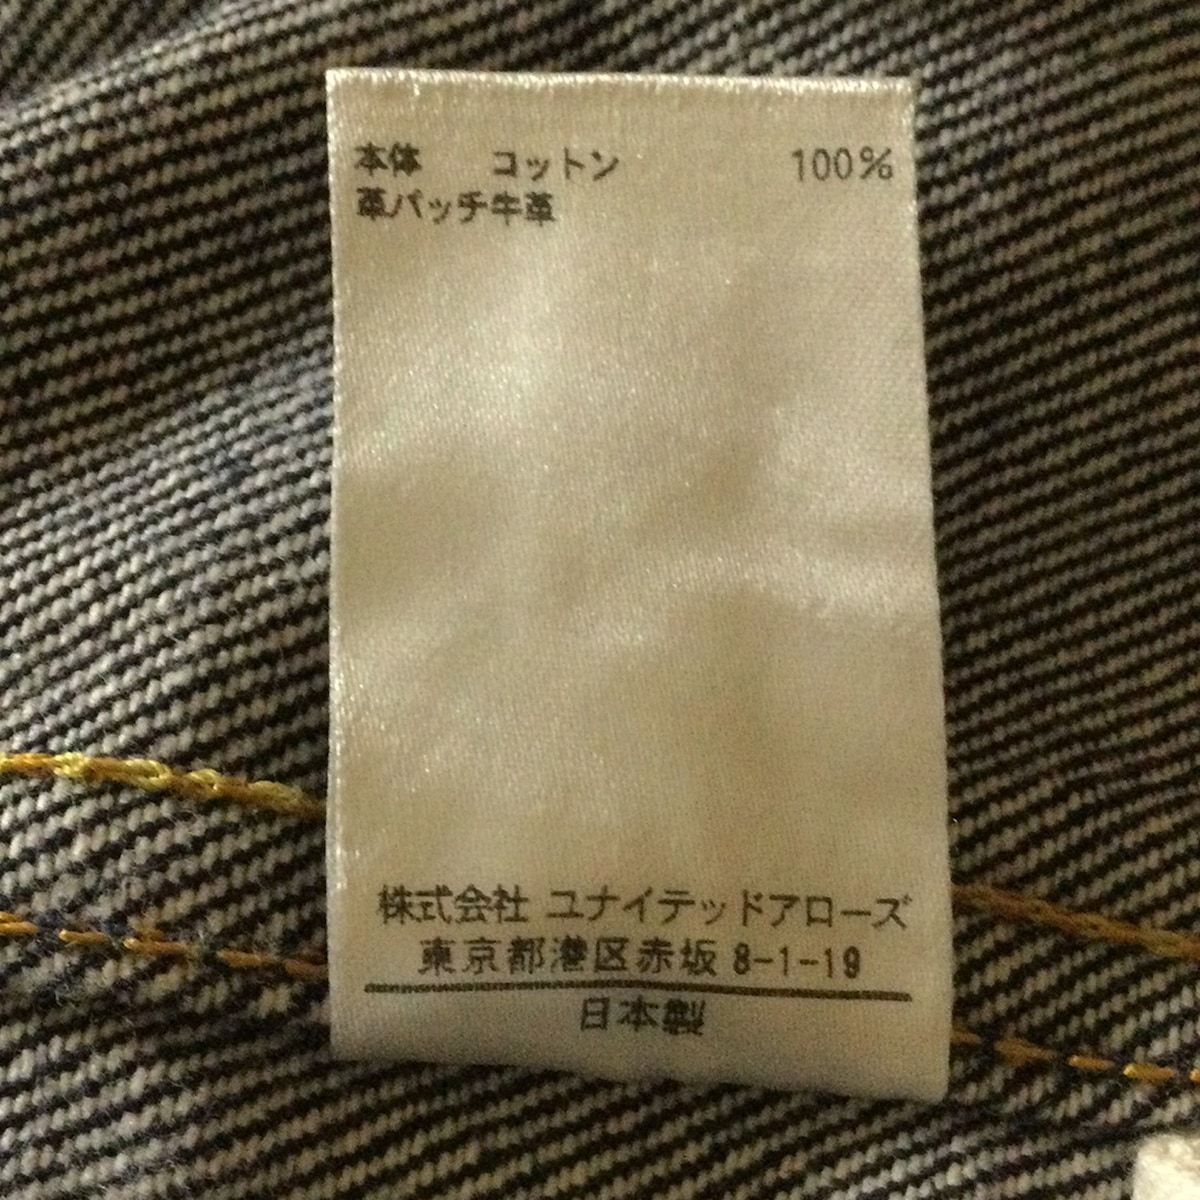 本体 コットン 100%
革パッチ牛革
株式会社 ユナイテッドアローズ
東京都港区赤坂 8-1-19
日本製